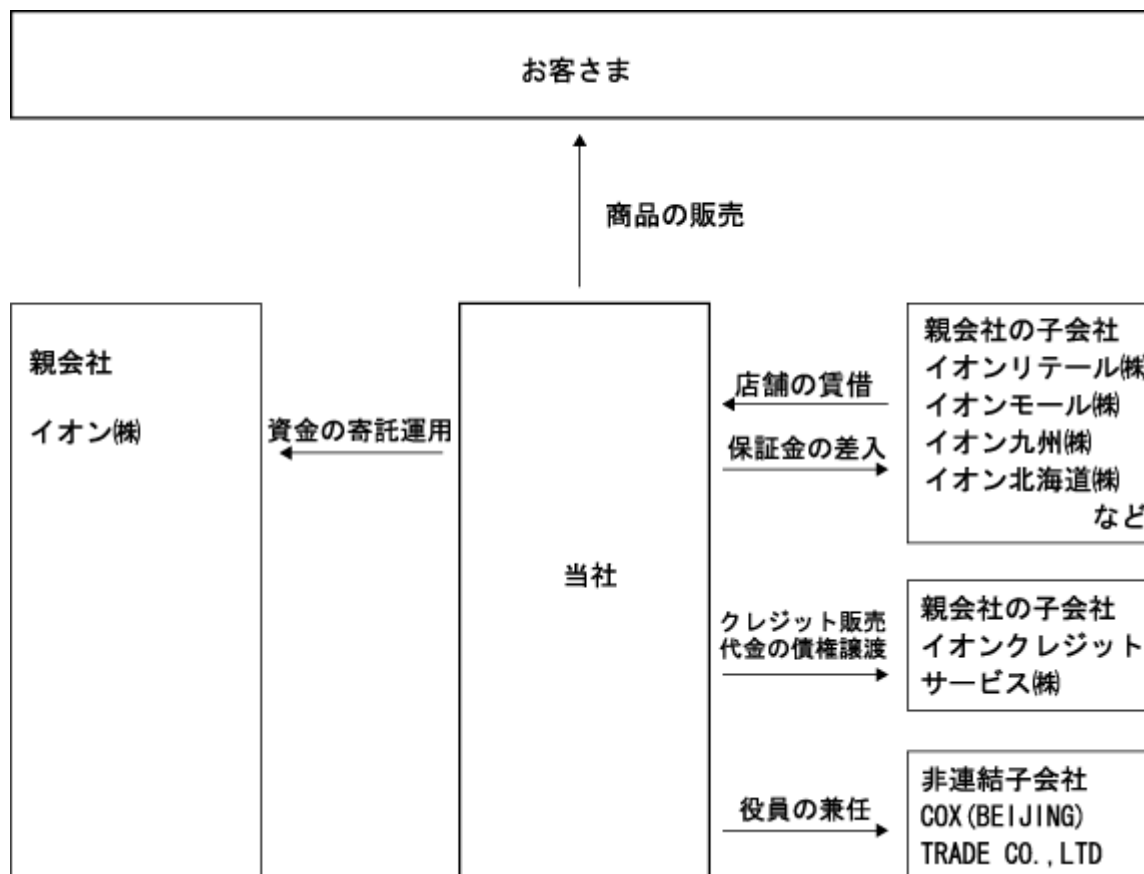 お客さま
商品の販売
親会社
イオン㈱
資金の寄託運用
当社
店舗の賃借
保証金の差入
親会社の子会社
イオンリテール㈱
イオンモール㈱
イオン九州㈱
イオン北海道㈱
など
クレジット販売
代金の債権譲渡
親会社の子会社
イオンクレジット
サービス㈱
役員の兼任
非連結子会社
COX(BEIJING)
TRADE CO.,LTD